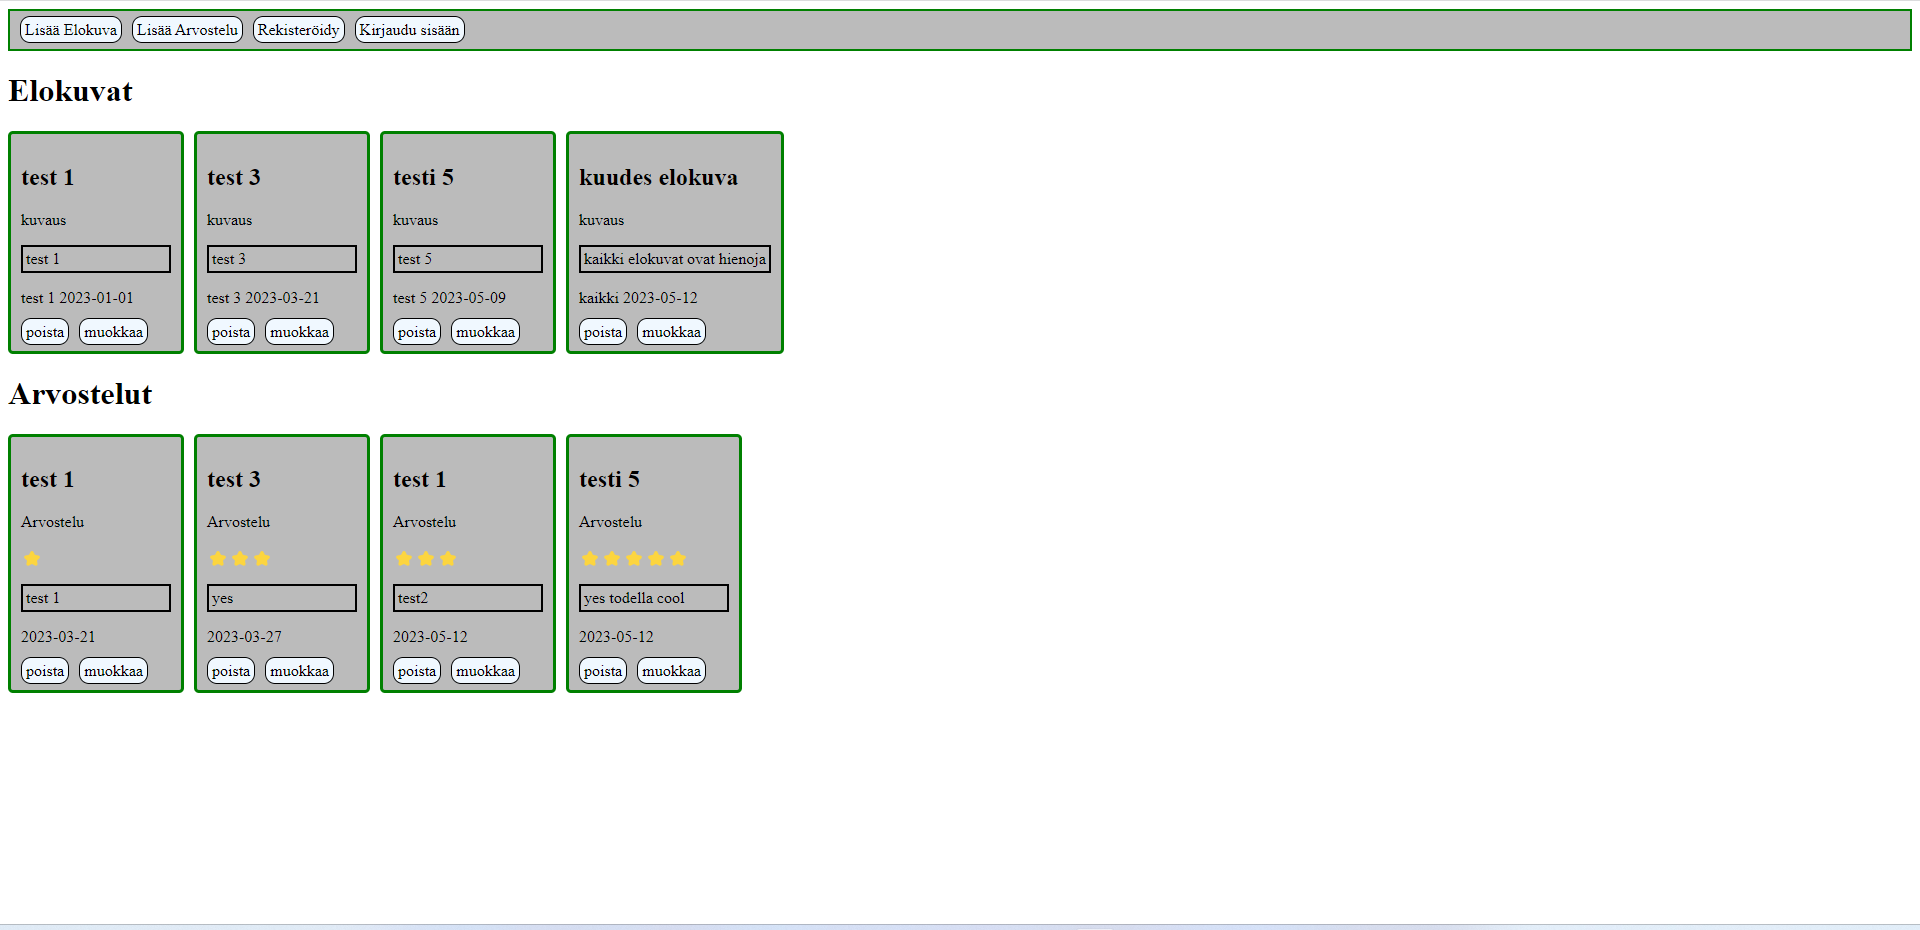 Lisää Elokuva Lisää Arvostelu Rekisteröidy Kirjaudu sisään
Elokuvat
test 1
kuvaus
test 1
test 1 2023-01-01
poista muokkaa
test 3
kuvaus
test 3
test 3 2023-03-21
poista muokkaa
testi 5
kuvaus
test 5
test 5 2023-05-09
poista muokkaa
kuudes elokuva
kuvaus
kaikki elokuvat ovat hienoja
kaikki 2023-05-12
poista muokkaa
Arvostelut
test 1
Arvostelu
test 1
2023-03-21
poista muokkaa
test 3
Arvostelu
yes
2023-03-27
poista muokkaa
test 1
Arvostelu
test2
2023-05-12
poista muokkaa
testi 5
Arvostelu
yes todella cool
2023-05-12
poista muokkaa